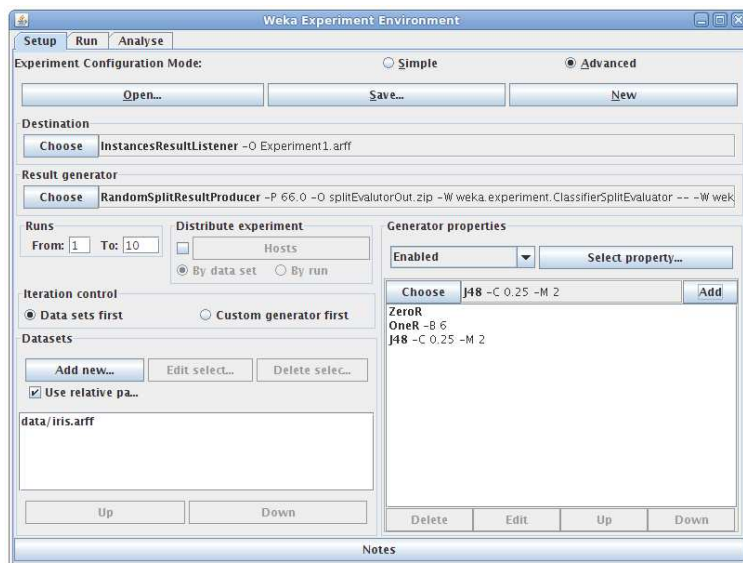 Weka Experiment Environment
Setup Run Analyse
Experiment Configuration Mode: Simple Advanced
Open... Save... New
Destination
Choose InstancesResultListener -O Experiment1.arff
Result generator
Choose RandomSplitResultProducer -P 66.0 -O splitEvalutorOut.zip -W weka.experiment.ClassifierSplitEvaluator -- -W wek
Runs
From: 1 To: 10
Distribute experiment
Hosts
By data set By run
Generator properties
Enabled Select property...
Iteration control
Data sets first Custom generator first
Choose J48 -C 0.25 -M 2 Add
ZeroR
OneR -B 6
J48 -C 0.25 -M 2
Datasets
Add new... Edit select... Delete selec...
Use relative pa...
data/iris.arff
Up Down
Delete Edit Up Down
Notes